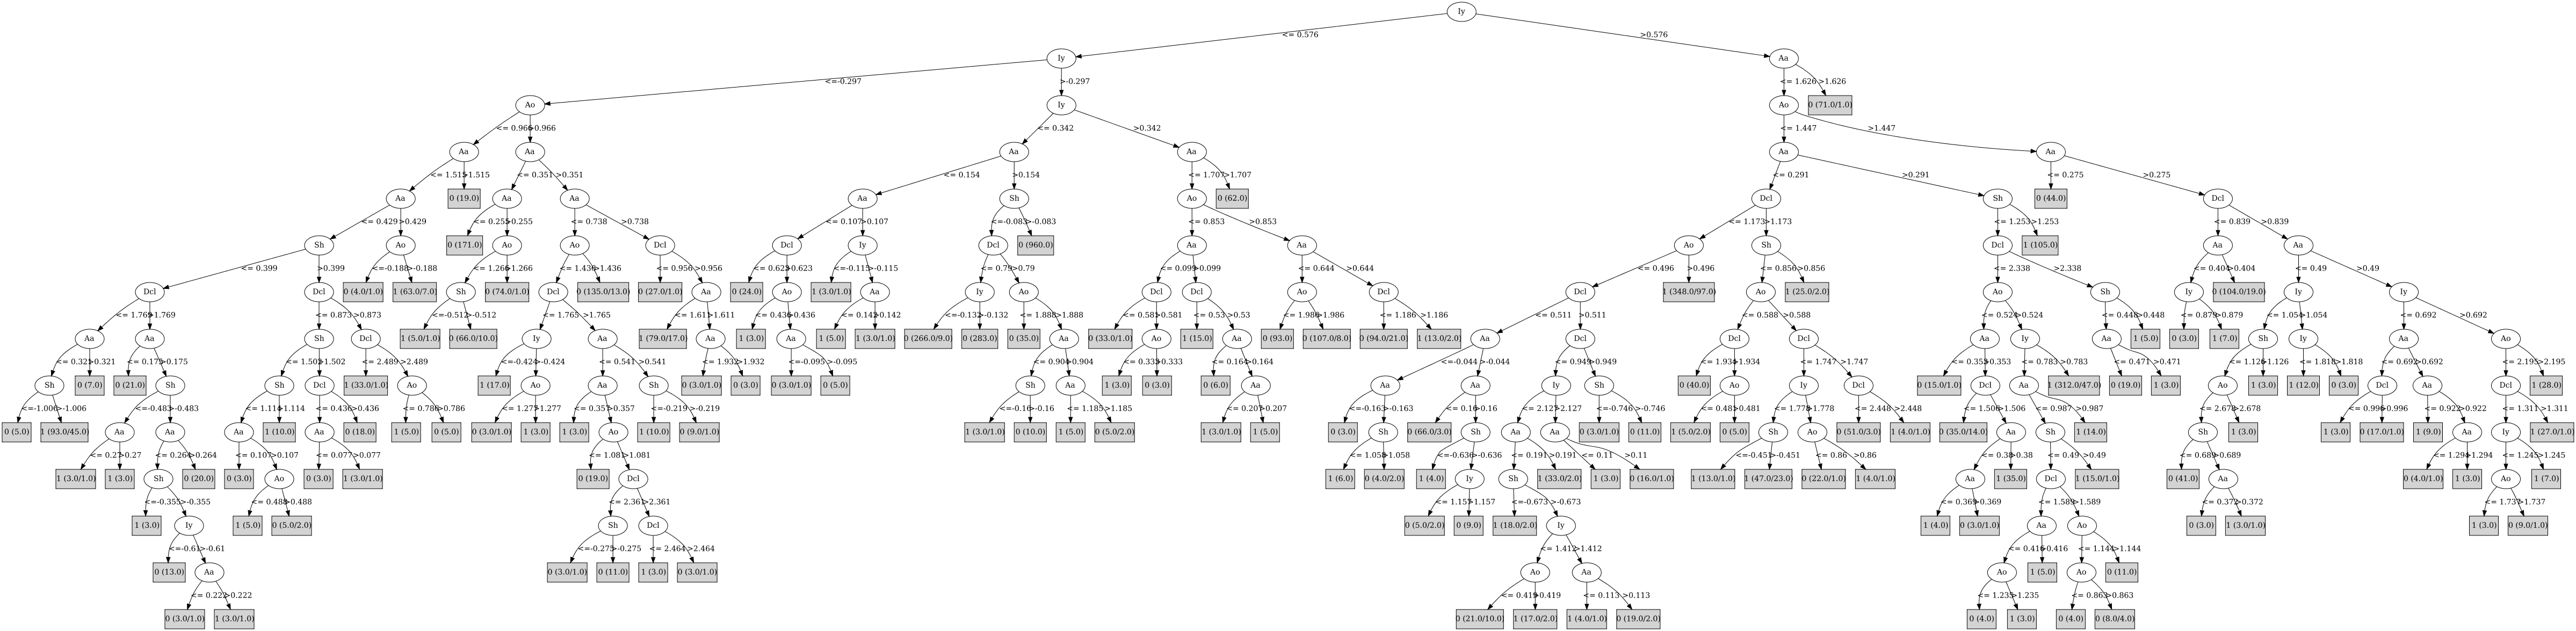 Iy
<= 0.576 >0.576
Iy Aa
<=-0.297 >-0.297 <= 1.626 >1.626
Ao Iy Ao 0 (71.0/1.0)
<= 0.966 >0.966 <= 0.342 >0.342 <= 1.447 >1.447
Aa Aa Aa Aa Aa Aa
<= 1.515 >1.515 <= 0.351 >0.351 <= 0.154 >0.154 <= 1.707 >1.707 <= 0.291 >0.291 <= 0.275 >0.275
Aa 0 (19.0) Aa Aa Aa Sh Ao 0 (62.0) Dcl Sh 0 (44.0) Dcl
<= 0.429 >0.429 <= 0.255 >0.255 <= 0.738 >0.738 <= 0.107 >0.107 <=-0.083 >-0.083 <= 0.853 >0.853 <= 1.173 >1.173 <= 1.253 >1.253 <= 0.839 >0.839
Sh Ao 0 (171.0) Ao Ao Dcl Dcl Iy Dcl 0 (960.0) Aa Aa Ao Sh Dcl 1 (105.0) Aa Aa
<= 0.399 >0.399 <=-0.188 >-0.188 <= 1.266 >1.266 <= 1.436 >1.436 <= 0.956 >0.956 <= 0.623 >0.623 <=-0.115 >-0.115 <= 0.79 >0.79 <= 0.099 >0.099 <= 0.644 >0.644 <= 0.496 >0.496 <= 0.856 >0.856 <= 2.338 >2.338 <= 0.404 >0.404 <= 0.49 >0.49
Dcl Dcl 0 (4.0/1.0) 1 (63.0/7.0) Sh 0 (74.0/1.0) Dcl 0 (135.0/13.0) 0 (27.0/1.0) Aa 0 (24.0) Ao 1 (3.0/1.0) Aa Iy Ao Dcl Dcl Ao Dcl Dcl 1 (348.0/97.0) Ao 1 (25.0/2.0) Ao Sh Iy 0 (104.0/19.0) Iy Iy
<= 1.769 >1.769 <= 0.873 >0.873 <=-0.512 >-0.512 <= 1.765 >1.765 <= 1.611 >1.611 <= 0.436 >0.436 <= 0.142 >0.142 <=-0.132 >-0.132 <= 1.888 >1.888 <= 0.581 >0.581 <= 0.53 >0.53 <= 1.986 >1.986 <= 1.186 >1.186 <= 0.511 >0.511 <= 0.588 >0.588 <= 0.524 >0.524 <= 0.448 >0.448 <= 0.879 >0.879 <= 1.054 >1.054 <= 0.692 >0.692
Aa Aa Sh Dcl 1 (5.0/1.0) 0 (66.0/10.0) Iy Aa 1 (79.0/17.0) Aa 1 (3.0) Aa 1 (5.0) 1 (3.0/1.0) 0 (266.0/9.0) 0 (283.0) 0 (35.0) Aa 0 (33.0/1.0) Ao 1 (15.0) Aa 0 (93.0) 0 (107.0/8.0) 0 (94.0/21.0) 1 (13.0/2.0) Aa Dcl Dcl Dcl Aa Iy Aa 1 (5.0) 0 (3.0) 1 (7.0) Sh Iy Aa Ao
<= 0.321 >0.321 <= 0.175 >0.175 <= 1.502 >1.502 <= 2.489 >2.489 <=-0.424 >-0.424 <= 0.541 >0.541 <= 1.932 >1.932 <=-0.095 >-0.095 <= 0.904 >0.904 <= 0.333 >0.333 <= 0.164 >0.164 <=-0.044 >-0.044 <= 0.949 >0.949 <= 1.934 >1.934 <= 1.747 >1.747 <= 0.353 >0.353 <= 0.783 >0.783 <= 0.471 >0.471 <= 1.126 >1.126 <= 1.818 >1.818 <= 0.692 >0.692 <= 2.195 >2.195
Sh 0 (7.0) 0 (21.0) Sh Sh Dcl 1 (33.0/1.0) Ao 1 (17.0) Ao Aa Sh 0 (3.0/1.0) 0 (3.0) 0 (3.0/1.0) 0 (5.0) Sh Aa 1 (3.0) 0 (3.0) 0 (6.0) Aa Aa Aa Iy Sh 0 (40.0) Ao Iy Dcl 0 (15.0/1.0) Dcl Aa 1 (312.0/47.0) 0 (19.0) 1 (3.0) Ao 1 (3.0) 1 (12.0) 0 (3.0) Dcl Aa Dcl 1 (28.0)
<=-1.006 >-1.006 <=-0.483 >-0.483 <= 1.114 >1.114 <= 0.436 >0.436 <= 0.786 >0.786 <= 1.277 >1.277 <= 0.357 >0.357 <=-0.219 >-0.219 <=-0.16 >-0.16 <= 1.185 >1.185 <= 0.207 >0.207 <=-0.163 >-0.163 <= 0.16 >0.16 <= 2.127 >2.127 <=-0.746 >-0.746 <= 0.481 >0.481 <= 1.778 >1.778 <= 2.448 >2.448 <= 1.506 >1.506 <= 0.987 >0.987 <= 2.678 >2.678 <= 0.996 >0.996 <= 0.922 >0.922 <= 1.311 >1.311
0 (5.0) 1 (93.0/45.0) Aa Aa Aa 1 (10.0) Aa 0 (18.0) 1 (5.0) 0 (5.0) 0 (3.0/1.0) 1 (3.0) 1 (3.0) Ao 1 (10.0) 0 (9.0/1.0) 1 (3.0/1.0) 0 (10.0) 1 (5.0) 0 (5.0/2.0) 1 (3.0/1.0) 1 (5.0) 0 (3.0) Sh 0 (66.0/3.0) Sh Aa Aa 0 (3.0/1.0) 0 (11.0) 1 (5.0/2.0) 0 (5.0) Sh Ao 0 (51.0/3.0) 1 (4.0/1.0) 0 (35.0/14.0) Aa Sh 1 (14.0) Sh 1 (3.0) 1 (3.0) 0 (17.0/1.0) 1 (9.0) Aa Iy 1 (27.0/1.0)
<= 0.27 >0.27 <= 0.264 >0.264 <= 0.107 >0.107 <= 0.077 >0.077 <= 1.081 >1.081 <= 1.058 >1.058 <=-0.636 >-0.636 <= 0.191 >0.191 <= 0.11 >0.11 <=-0.451 >-0.451 <= 0.86 >0.86 <= 0.38 >0.38 <= 0.49 >0.49 <= 0.689 >0.689 <= 1.294 >1.294 <= 1.245 >1.245
1 (3.0/1.0) 1 (3.0) Sh 0 (20.0) 0 (3.0) Ao 0 (3.0) 1 (3.0/1.0) 0 (19.0) Dcl 1 (6.0) 0 (4.0/2.0) 1 (4.0) Iy Sh 1 (33.0/2.0) 1 (3.0) 0 (16.0/1.0) 1 (13.0/1.0) 1 (47.0/23.0) 0 (22.0/1.0) 1 (4.0/1.0) Aa 1 (35.0) Dcl 1 (15.0/1.0) 0 (41.0) Aa 0 (4.0/1.0) 1 (3.0) Ao 1 (7.0)
<=-0.355 >-0.355 <= 0.488 >0.488 <= 2.361 >2.361 <= 1.157 >1.157 <=-0.673 >-0.673 <= 0.369 >0.369 <= 1.589 >1.589 <= 0.372 >0.372 <= 1.737 >1.737
1 (3.0) Iy 1 (5.0) 0 (5.0/2.0) Sh Dcl 0 (5.0/2.0) 0 (9.0) 1 (18.0/2.0) Iy 1 (4.0) 0 (3.0/1.0) Aa Ao 0 (3.0) 1 (3.0/1.0) 1 (3.0) 0 (9.0/1.0)
<=-0.61 >-0.61 <=-0.275 >-0.275 <= 2.464 >2.464 <= 1.412 >1.412 <= 0.416 >0.416 <= 1.144 >1.144
0 (13.0) Aa 0 (3.0/1.0) 0 (11.0) 1 (3.0) 0 (3.0/1.0) Ao Aa Ao 1 (5.0) Ao 0 (11.0)
<= 0.222 >0.222 <= 0.419 >0.419 <= 0.113 >0.113 <= 1.235 >1.235 <= 0.863 >0.863
0 (3.0/1.0) 1 (3.0/1.0) 0 (21.0/10.0) 1 (17.0/2.0) 1 (4.0/1.0) 0 (19.0/2.0) 0 (4.0) 1 (3.0) 0 (4.0) 0 (8.0/4.0)